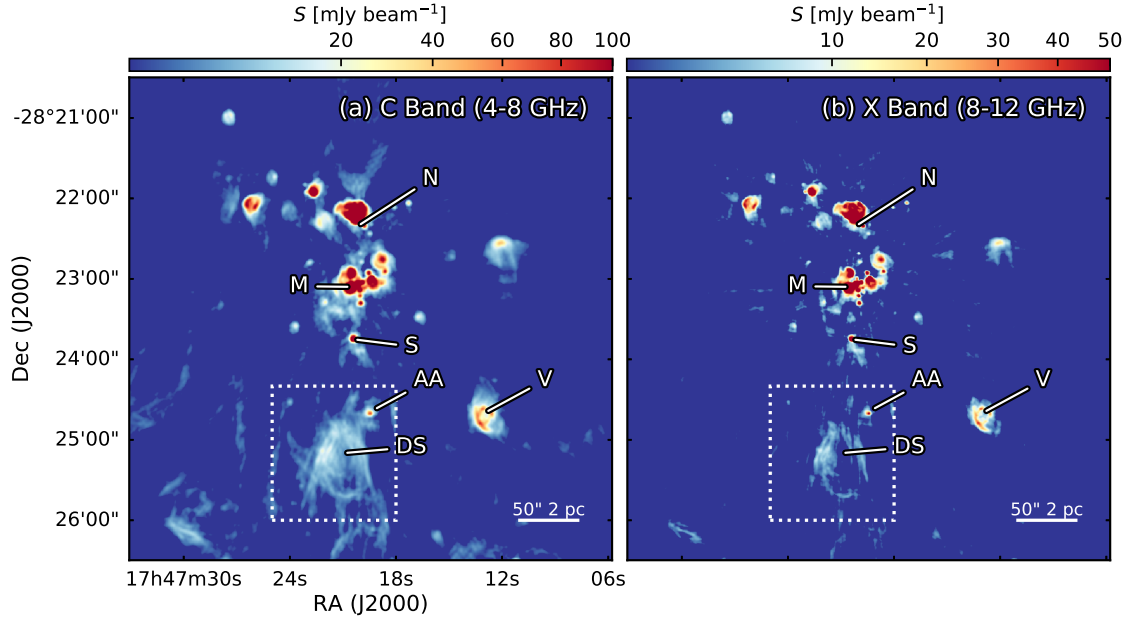 S [mJy beam⁻¹]
20 40 60 80 100
(a) C Band (4-8 GHz)
N
M
S
AA
V
DS
50" 2 pc
-28°21'00"
22'00"
23'00"
24'00"
25'00"
26'00"
Dec (J2000)
17h47m30s 24s 18s 12s 06s
RA (J2000)
S [mJy beam⁻¹]
10 20 30 40 50
(b) X Band (8-12 GHz)
N
M
S
AA
V
DS
50" 2 pc